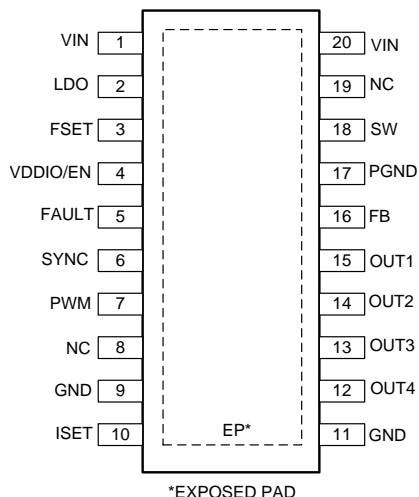 VIN 1 20 VIN
LDO 2 19 NC
FSET 3 18 SW
VDDIO/EN 4 17 PGND
FAULT 5 16 FB
SYNC 6 15 OUT1
PWM 7 14 OUT2
NC 8 13 OUT3
GND 9 12 OUT4
ISET 10 EP* 11 GND
*EXPOSED PAD